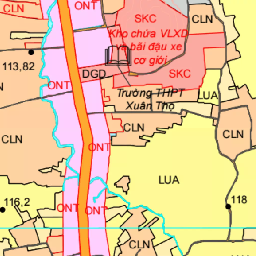 ONT
SKC
CLN
Kho chứa VLXD
và bãi đậu xe
cơ giới
113,82
DGD
SKC
ONT
ONT
Trường THPT
Xuân Thọ
LUA
CLN
CLN
CLN
ONT
LUA
116,2
ONT
ONT
118
CLN
CLN